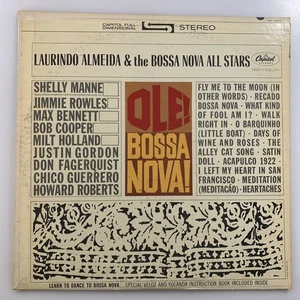 CAPITOL FULL DIMENSIONAL STEREO
LAURINDO ALMEIDA & the BOSSA NOVA ALL STARS
Capitol
SHELLY MANNE
JIMMIE ROWLES
MAX BENNETT
BOB COOPER
MILT HOLLAND
JUSTIN GORDON
DON FAGERQUIST
CHICO GUERRERO
HOWARD ROBERTS
OLE!
BOSSA
NOVA!
FLY ME TO THE MOON (IN
OTHER WORDS) · RECADO
BOSSA NOVA · WHAT KIND
OF FOOL AM I? · WALK
RIGHT IN · O BARQUINHO
(LITTLE BOAT) · DAYS OF
WINE AND ROSES · THE
ALLEY CAT SONG · SATIN
DOLL · ACAPULCO 1922 ·
I LEFT MY HEART IN SAN
FRANCISCO · MEDITATION
(MEDITACÃO) · HEARTACHES
LEARN TO DANCE TO BOSSA NOVA ... SPECIAL VELOZ AND YOLANDA INSTRUCTION BOOK INCLUDED INSIDE